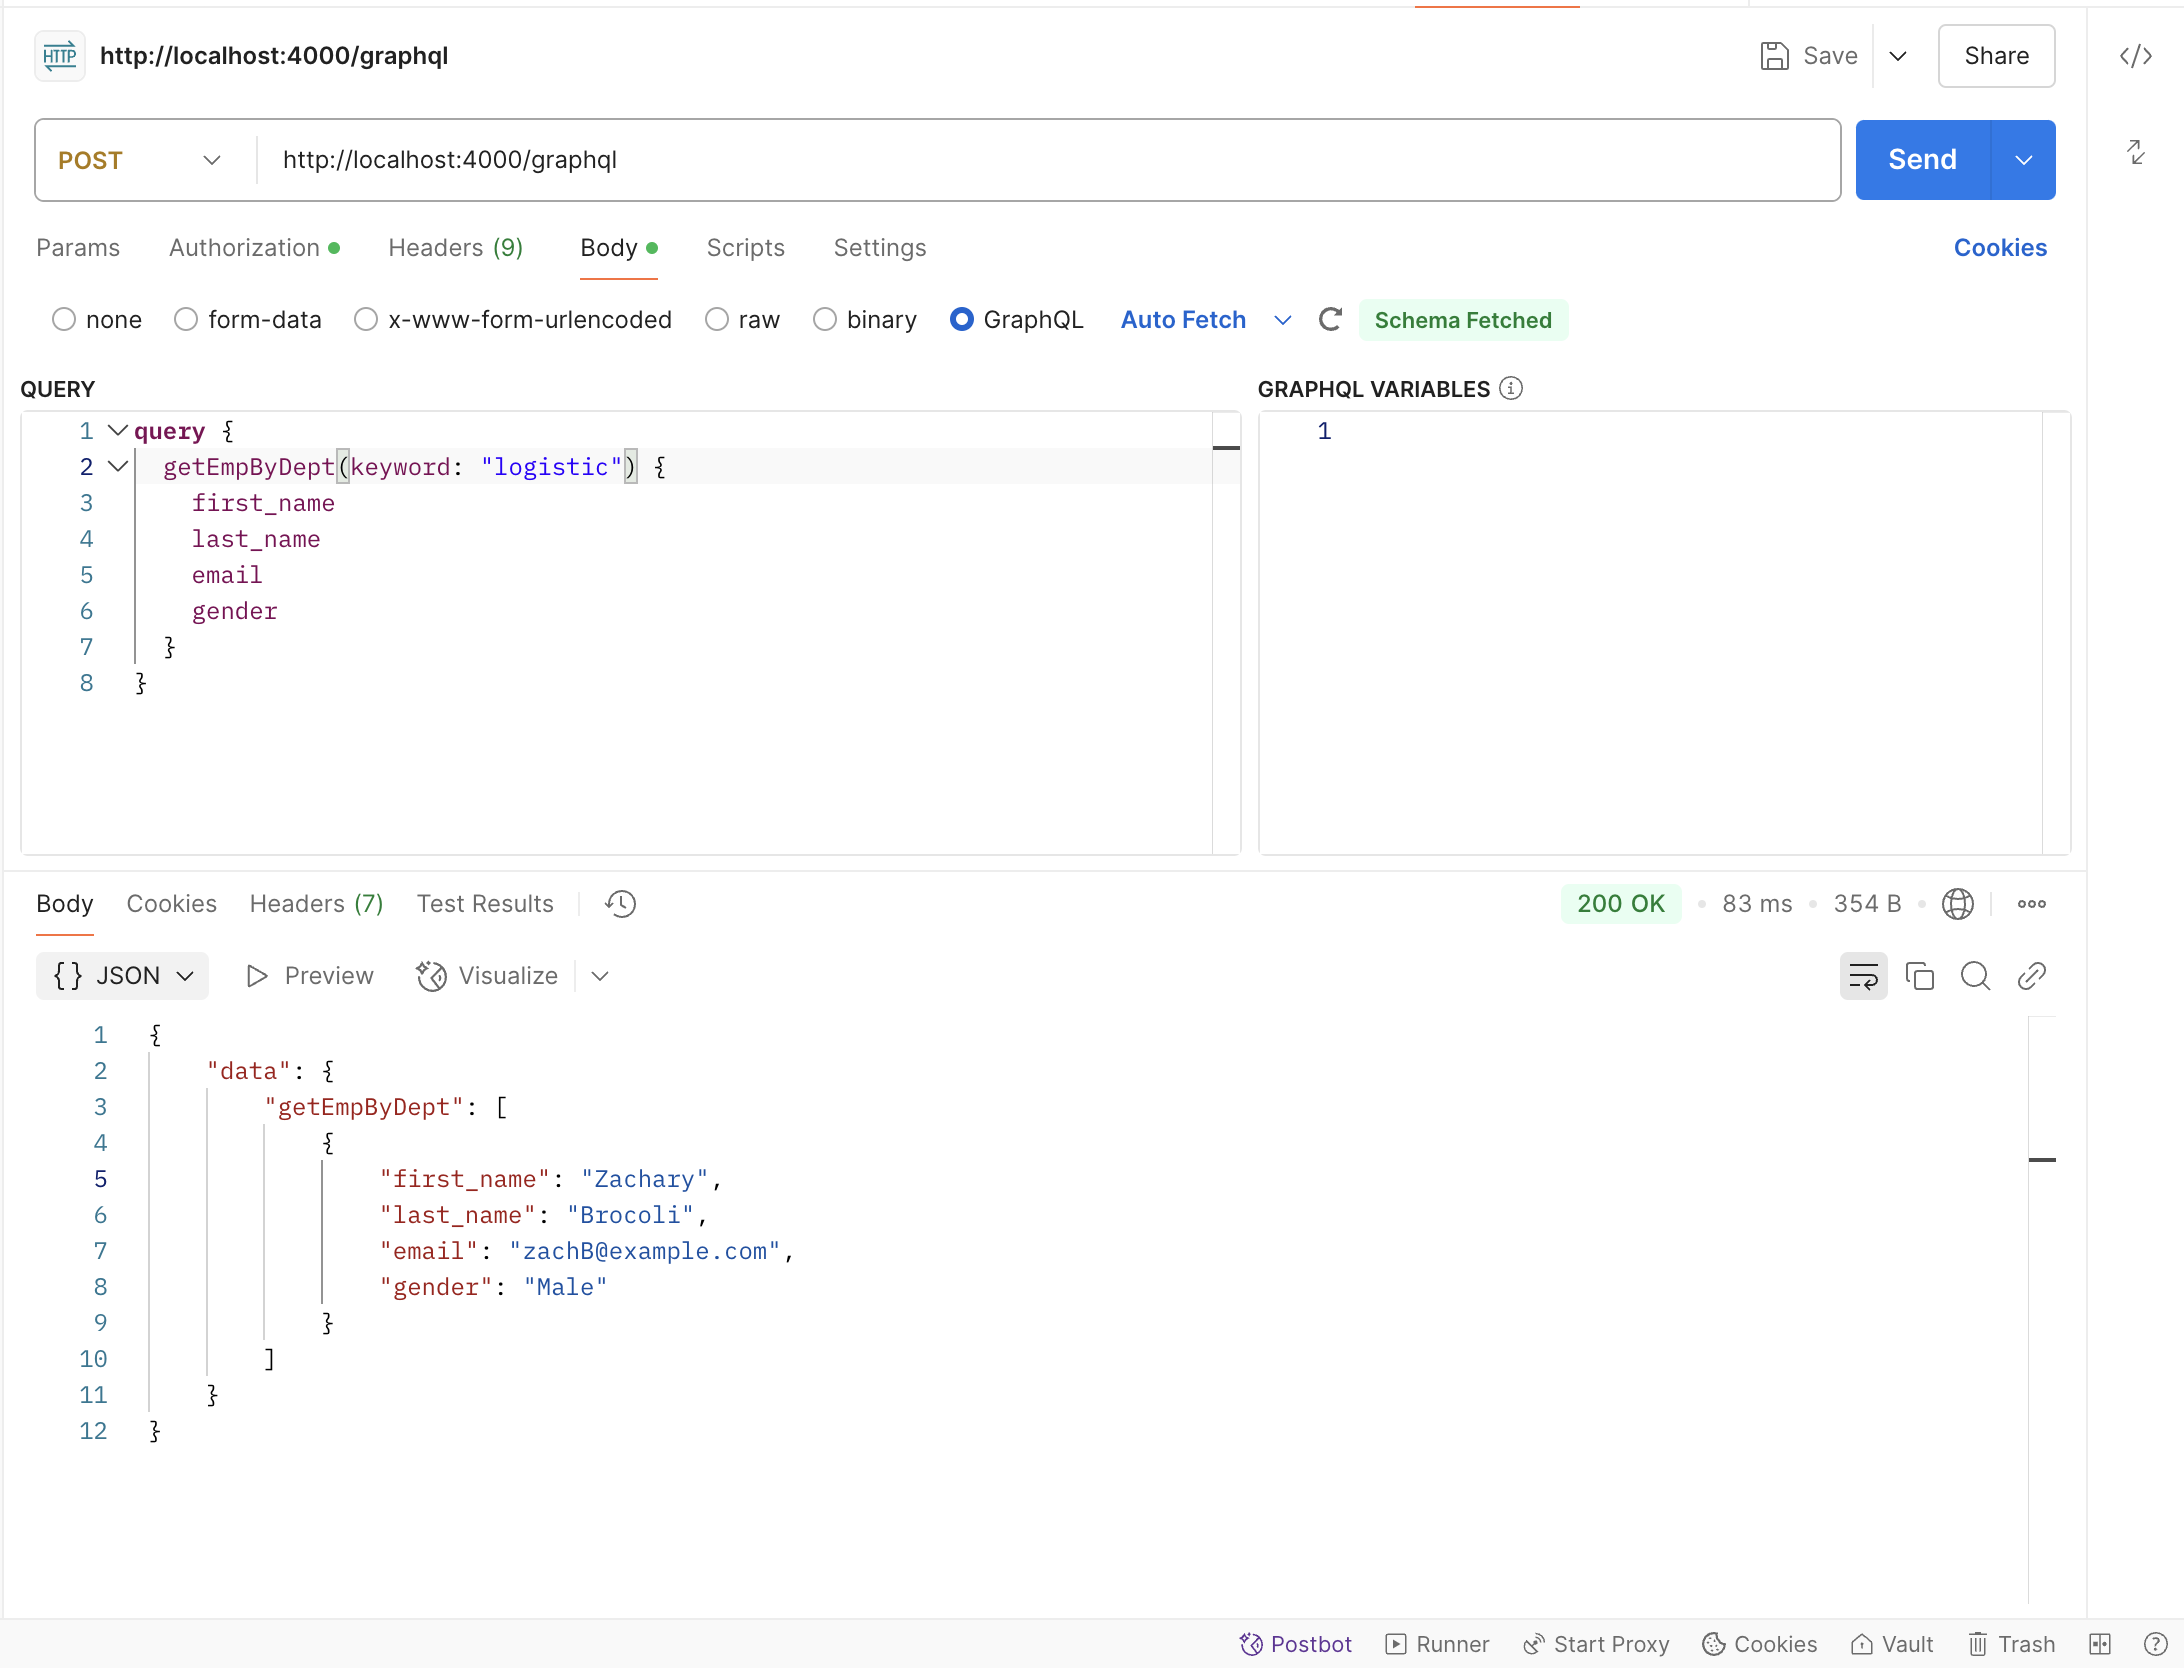 HTTP http://localhost:4000/graphql Save Share
POST http://localhost:4000/graphql Send
Params Authorization Headers (9) Body Scripts Settings Cookies
none form-data x-www-form-urlencoded raw binary GraphQL Auto Fetch Schema Fetched
QUERY
1 query {
2 getEmpByDept(keyword: "logistic") {
3 first_name
4 last_name
5 email
6 gender
7 }
8 }
GRAPHQL VARIABLES
1
Body Cookies Headers (7) Test Results 200 OK • 83 ms • 354 B •
{} JSON Preview Visualize
1 {
2 "data": {
3 "getEmpByDept": [
4 {
5 "first_name": "Zachary",
6 "last_name": "Brocoli",
7 "email": "zachB@example.com",
8 "gender": "Male"
9 }
10 ]
11 }
12 }
Postbot Runner Start Proxy Cookies Vault Trash